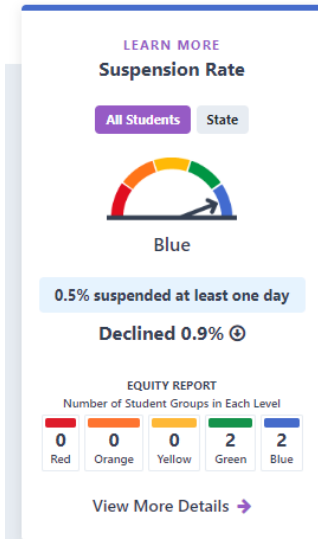 LEARN MORE
Suspension Rate
All Students State
Blue
0.5% suspended at least one day
Declined 0.9%
EQUITY REPORT
Number of Student Groups in Each Level
0 0 0 2 2
Red Orange Yellow Green Blue
View More Details